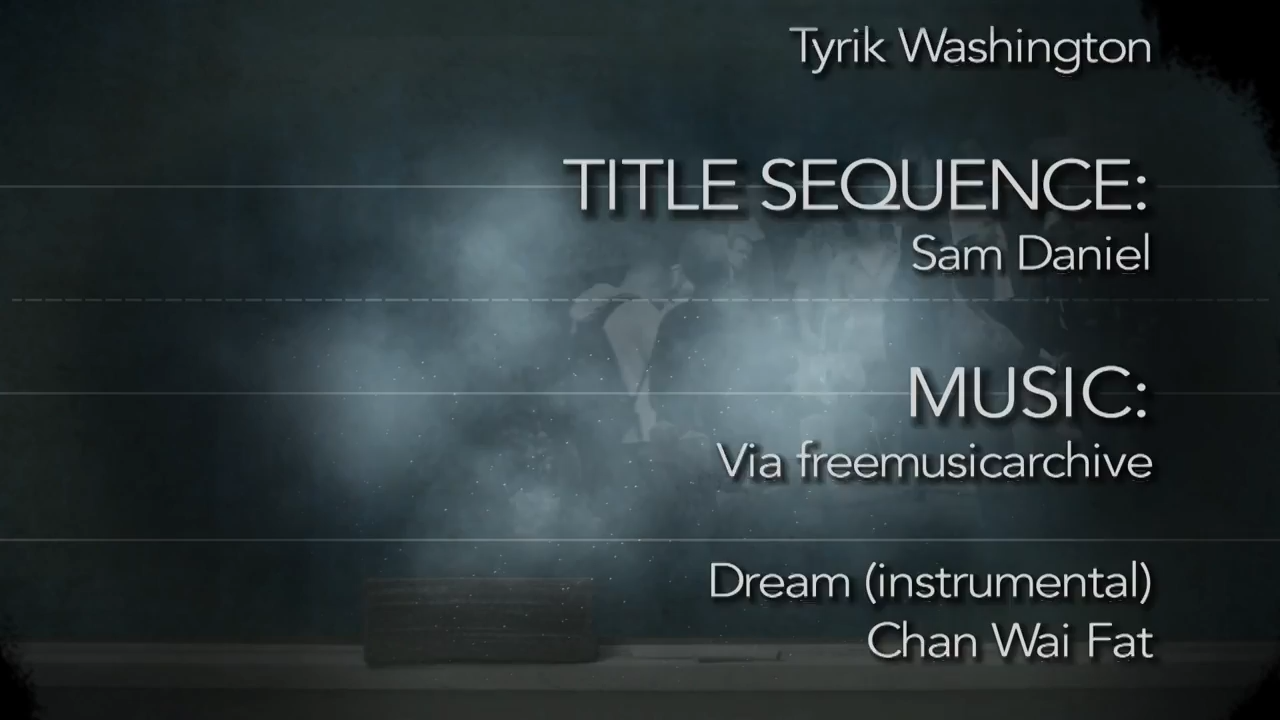 Tyrik Washington
TITLE SEQUENCE:
Sam Daniel
MUSIC:
Via freemusicarchive
Dream (instrumental)
Chan Wai Fat